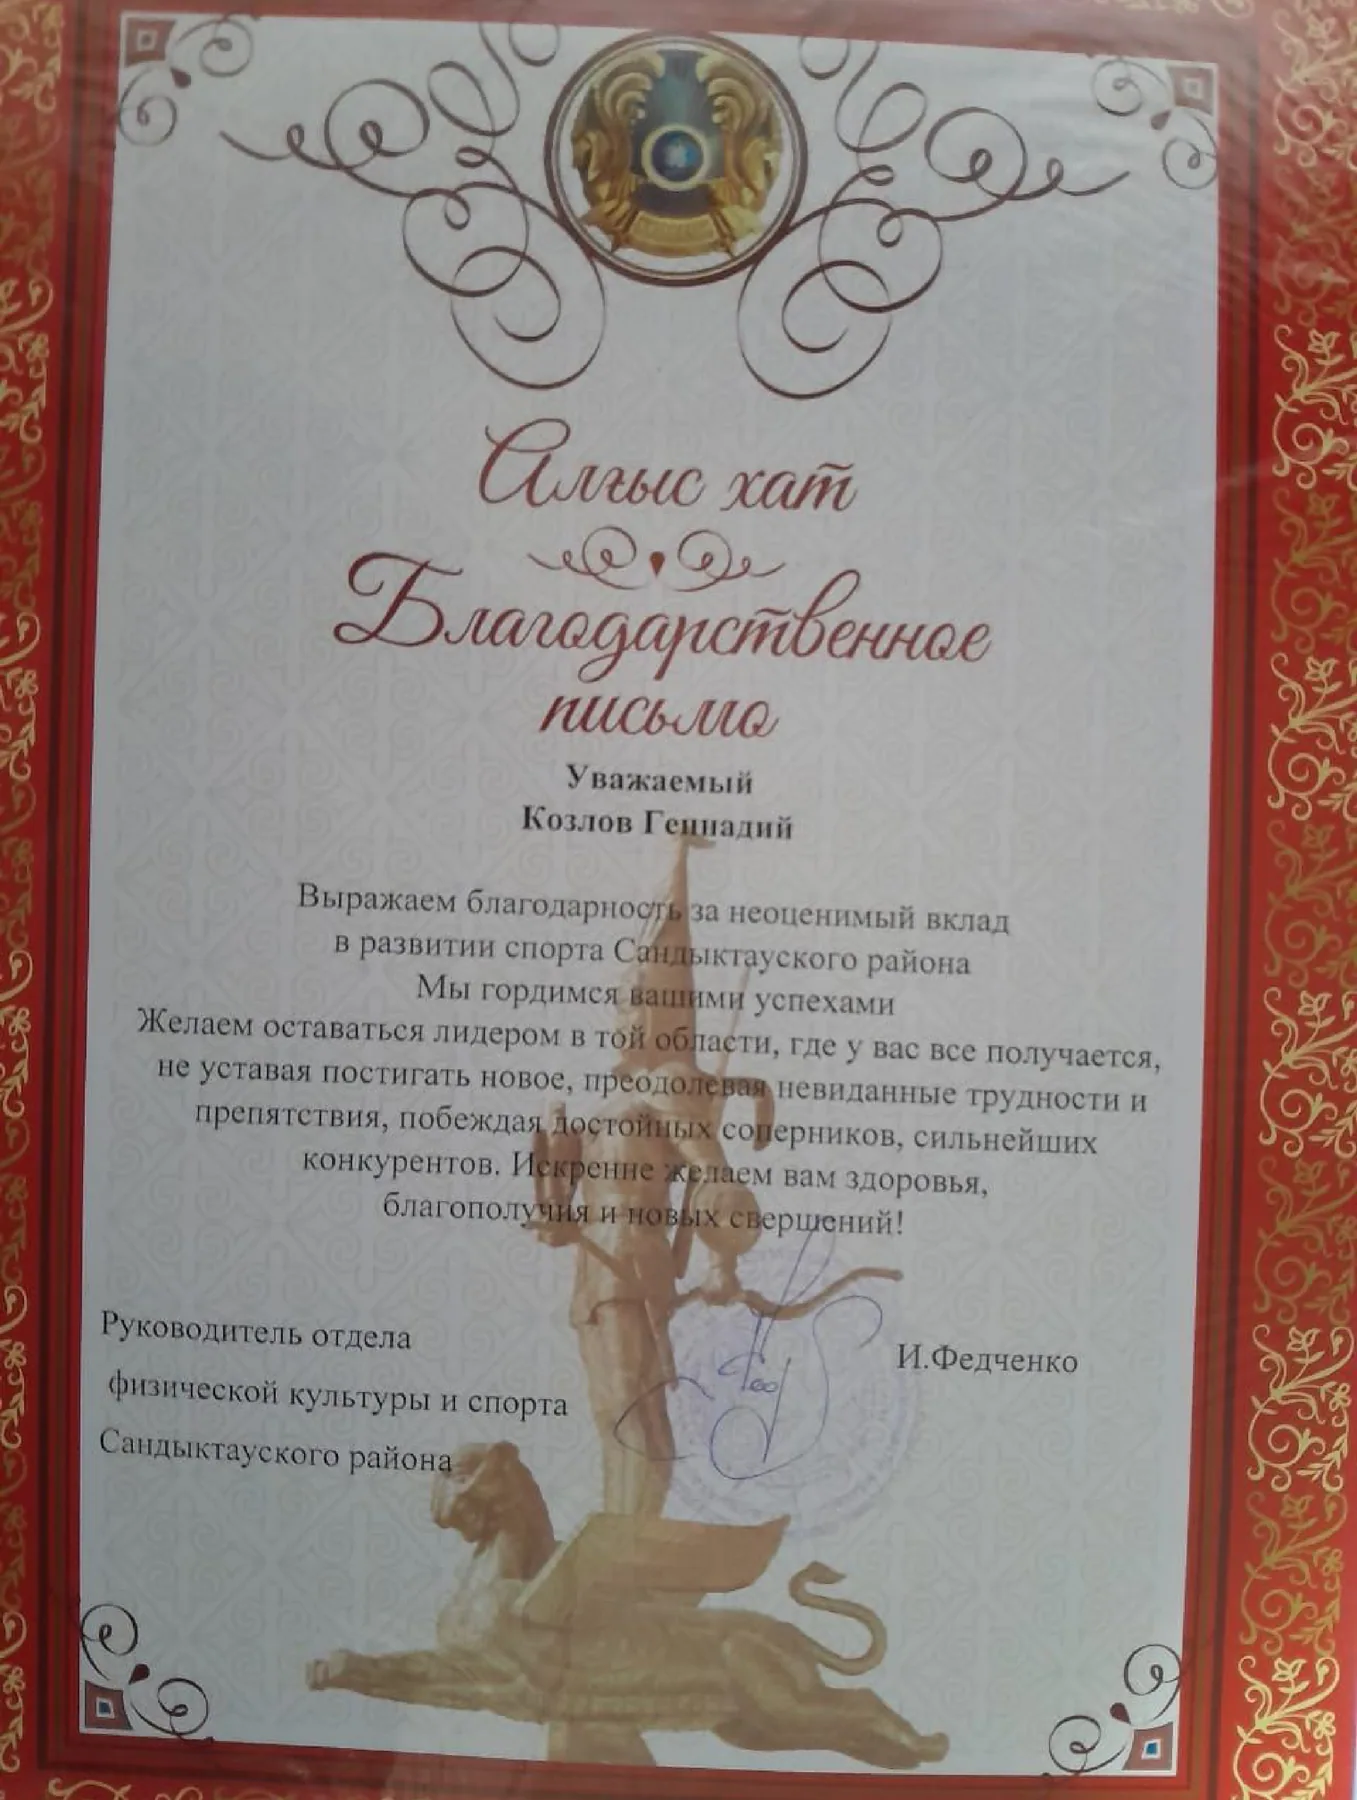 Алғыс хат
Благодарственное
письмо
Уважаемый
Козлов Геннадий
Выражаем благодарность за неоценимый вклад
в развитии спорта Сандыктауского района
Мы гордимся вашими успехами
Желаем оставаться лидером в той области, где у вас все получается,
не уставая постигать новое, преодолевая невиданные трудности и
препятствия, побеждая достойных соперников, сильнейших
конкурентов. Искренне желаем вам здоровья,
благополучия и новых свершений!
Руководитель отдела
физической культуры и спорта
Сандыктауского района
И.Федченко